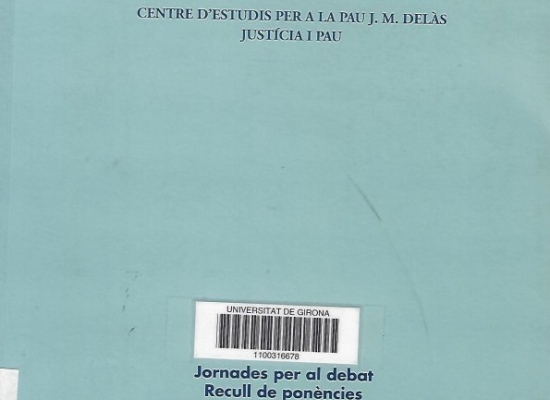 CENTRE D'ESTUDIS PER A LA PAU J. M. DELÀS
JUSTÍCIA I PAU
UNIVERSITAT DE GIRONA
1100316678
Jornades per al debat
Recull de ponències